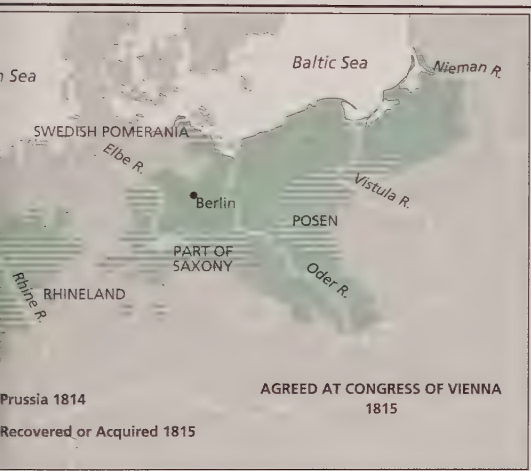 n Sea
Baltic Sea
Nieman R.
SWEDISH POMERANIA
Elbe R.
Berlin
Vistula R.
POSEN
PART OF
SAXONY
Oder R.
Rhine R.
RHINELAND
Prussia 1814
AGREED AT CONGRESS OF VIENNA
1815
Recovered or Acquired 1815